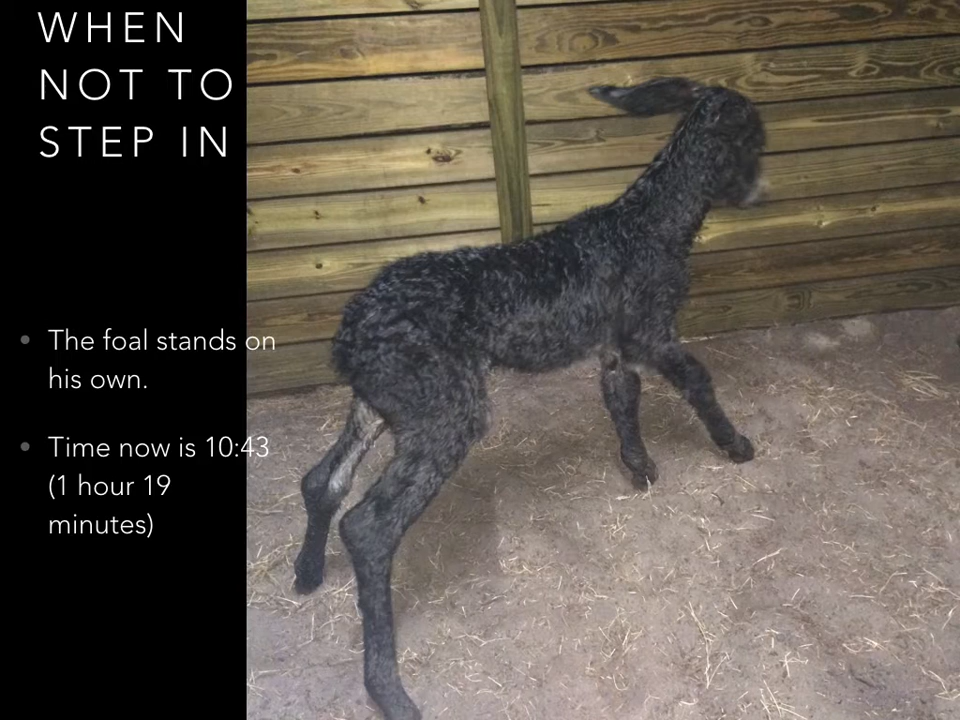 WHEN
NOT TO
STEP IN
• The foal stands on
his own.
• Time now is 10:43
(1 hour 19
minutes)